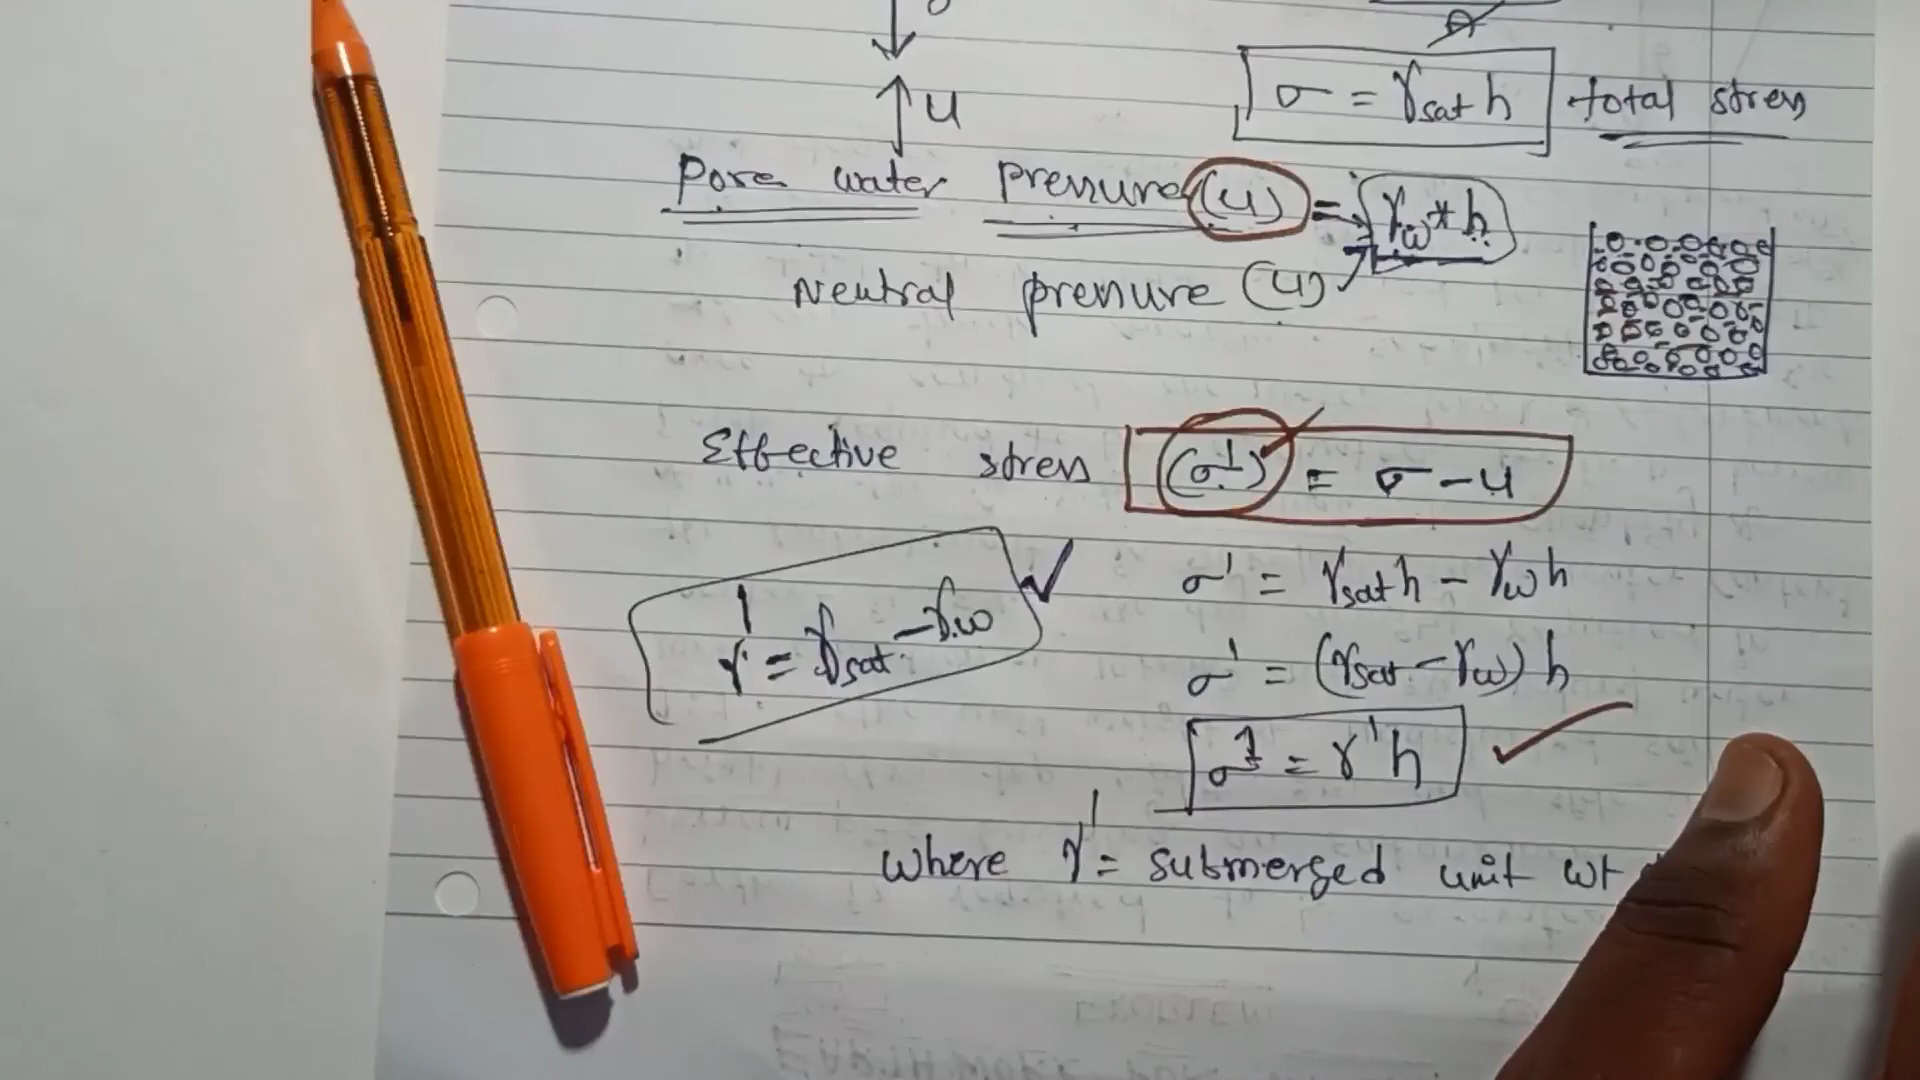 σ = γsat h total stress
u
Pore water pressure (u) = γw * h
Neutral pressure (u)
Effective stress (σ') = σ - u
σ' = γsat h - γw h
γ' = γsat - γw
σ' = (γsat - γw) h
σ' = γ' h
where γ' = submerged unit wt